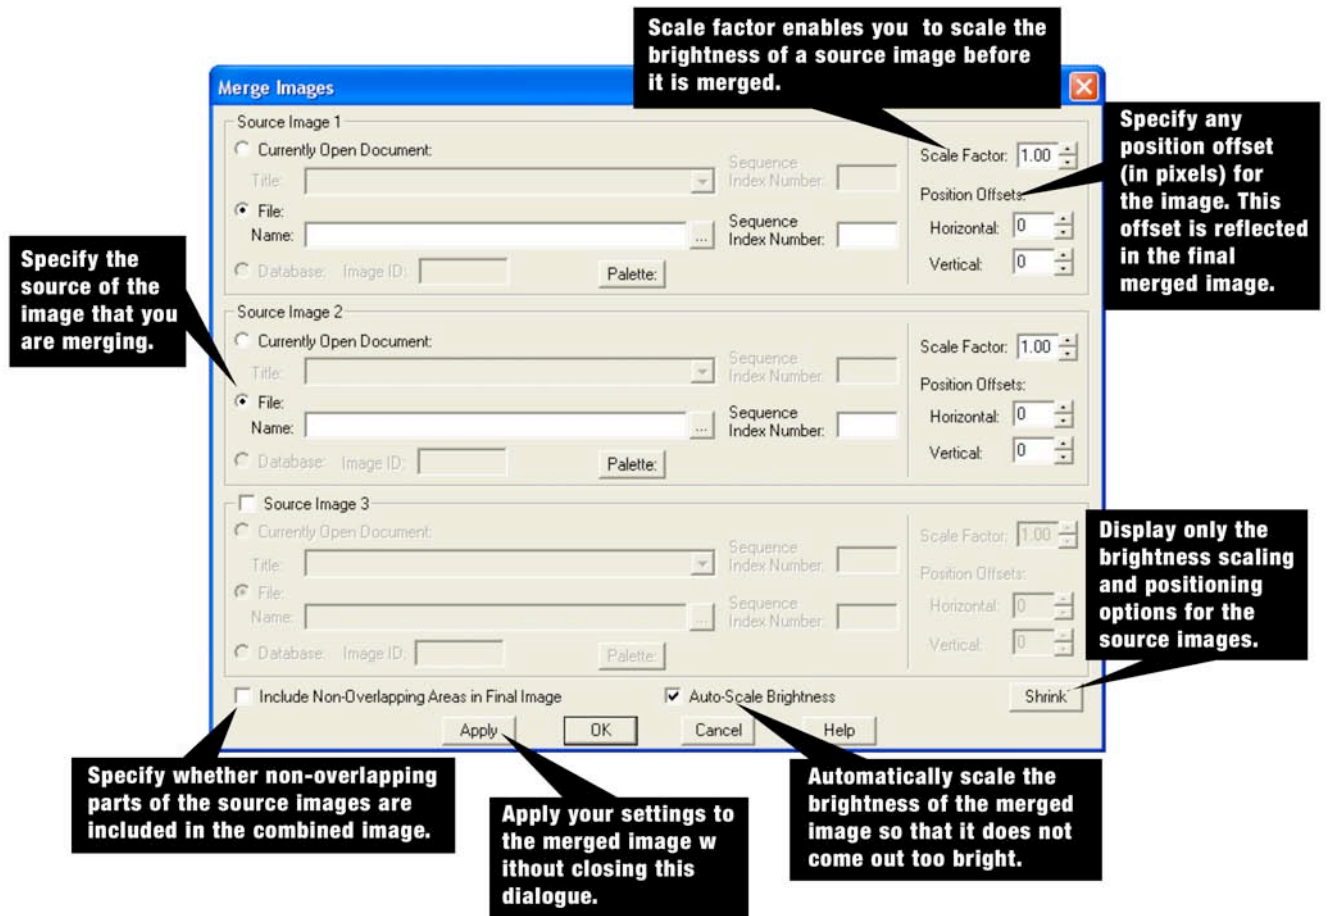 Scale factor enables you to scale the
brightness of a source image before
it is merged.
Merge Images
Source Image 1
Currently Open Document:
Title:
Sequence
Index Number:
Scale Factor: 1.00
Specify any
position offset
(in pixels) for
the image. This
offset is reflected
in the final
merged image.
File:
Name:
...
Sequence
Index Number:
Position Offsets:
Horizontal: 0
Vertical: 0
Database: Image ID:
Palette:
Specify the
source of the
image that you
are merging.
Source Image 2
Currently Open Document:
Title:
Sequence
Index Number:
Scale Factor: 1.00
File:
Name:
...
Sequence
Index Number:
Position Offsets:
Horizontal: 0
Vertical: 0
Database: Image ID:
Palette:
Source Image 3
Currently Open Document:
Title:
Sequence
Index Number:
Scale Factor: 1.00
File:
Name:
...
Sequence
Index Number:
Position Offsets:
Horizontal: 0
Vertical: 0
Database: Image ID:
Palette:
Display only the
brightness scaling
and positioning
options for the
source images.
Include Non-Overlapping Areas in Final Image
Auto-Scale Brightness
Shrink
Apply
OK
Cancel
Help
Specify whether non-overlapping
parts of the source images are
included in the combined image.
Apply your settings to
the merged image w
ithout closing this
dialogue.
Automatically scale the
brightness of the merged
image so that it does not
come out too bright.